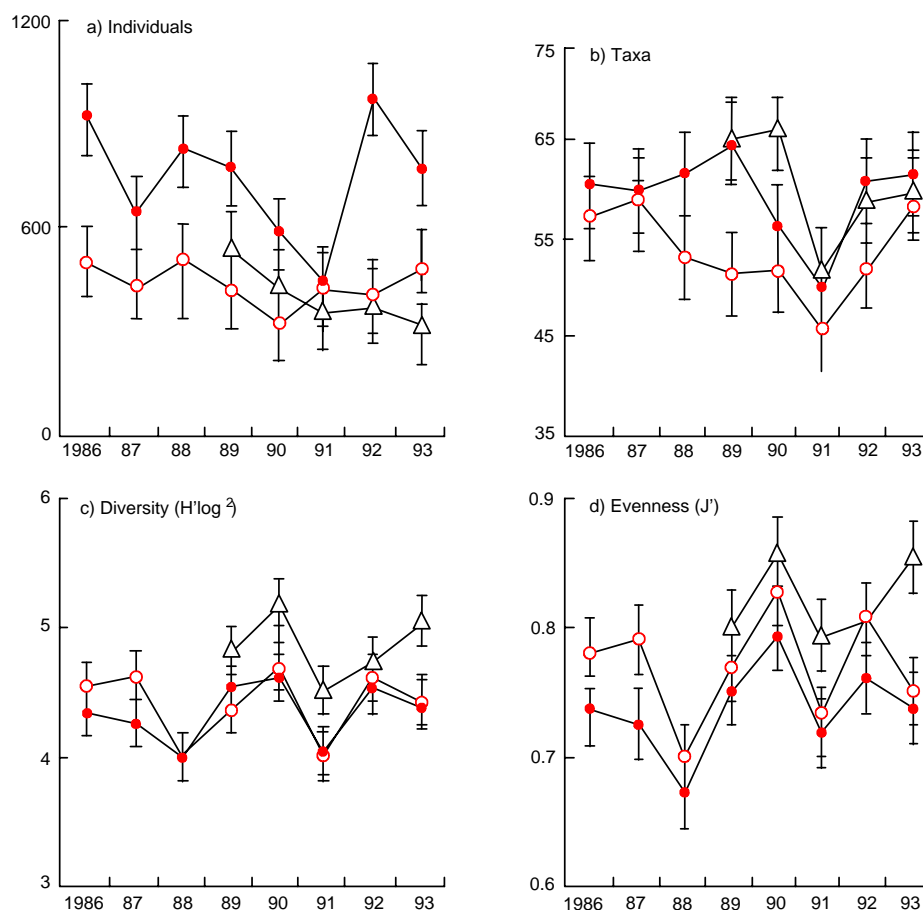 1200
a) Individuals
600
0
1986 87 88 89 90 91 92 93
75
b) Taxa
65
55
45
35
1986 87 88 89 90 91 92 93
6
c) Diversity (H'log 2)
5
4
3
1986 87 88 89 90 91 92 93
0.9
d) Evenness (J')
0.8
0.7
0.6
1986 87 88 89 90 91 92 93